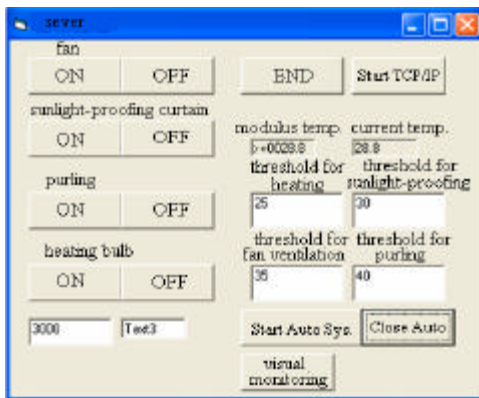 sever
fan
ON OFF
END
Start TCP/IP
sunlight-proofing curtain
ON OFF
modulus temp. current temp.
>+0028.8 28.8
threshold for heating
threshold for sunlight-proofing
25 30
purling
ON OFF
threshold for fan ventilation
threshold for purling
35 40
heating bulb
ON OFF
3000 Text3
Start Auto Sys. Close Auto
visual monitoring